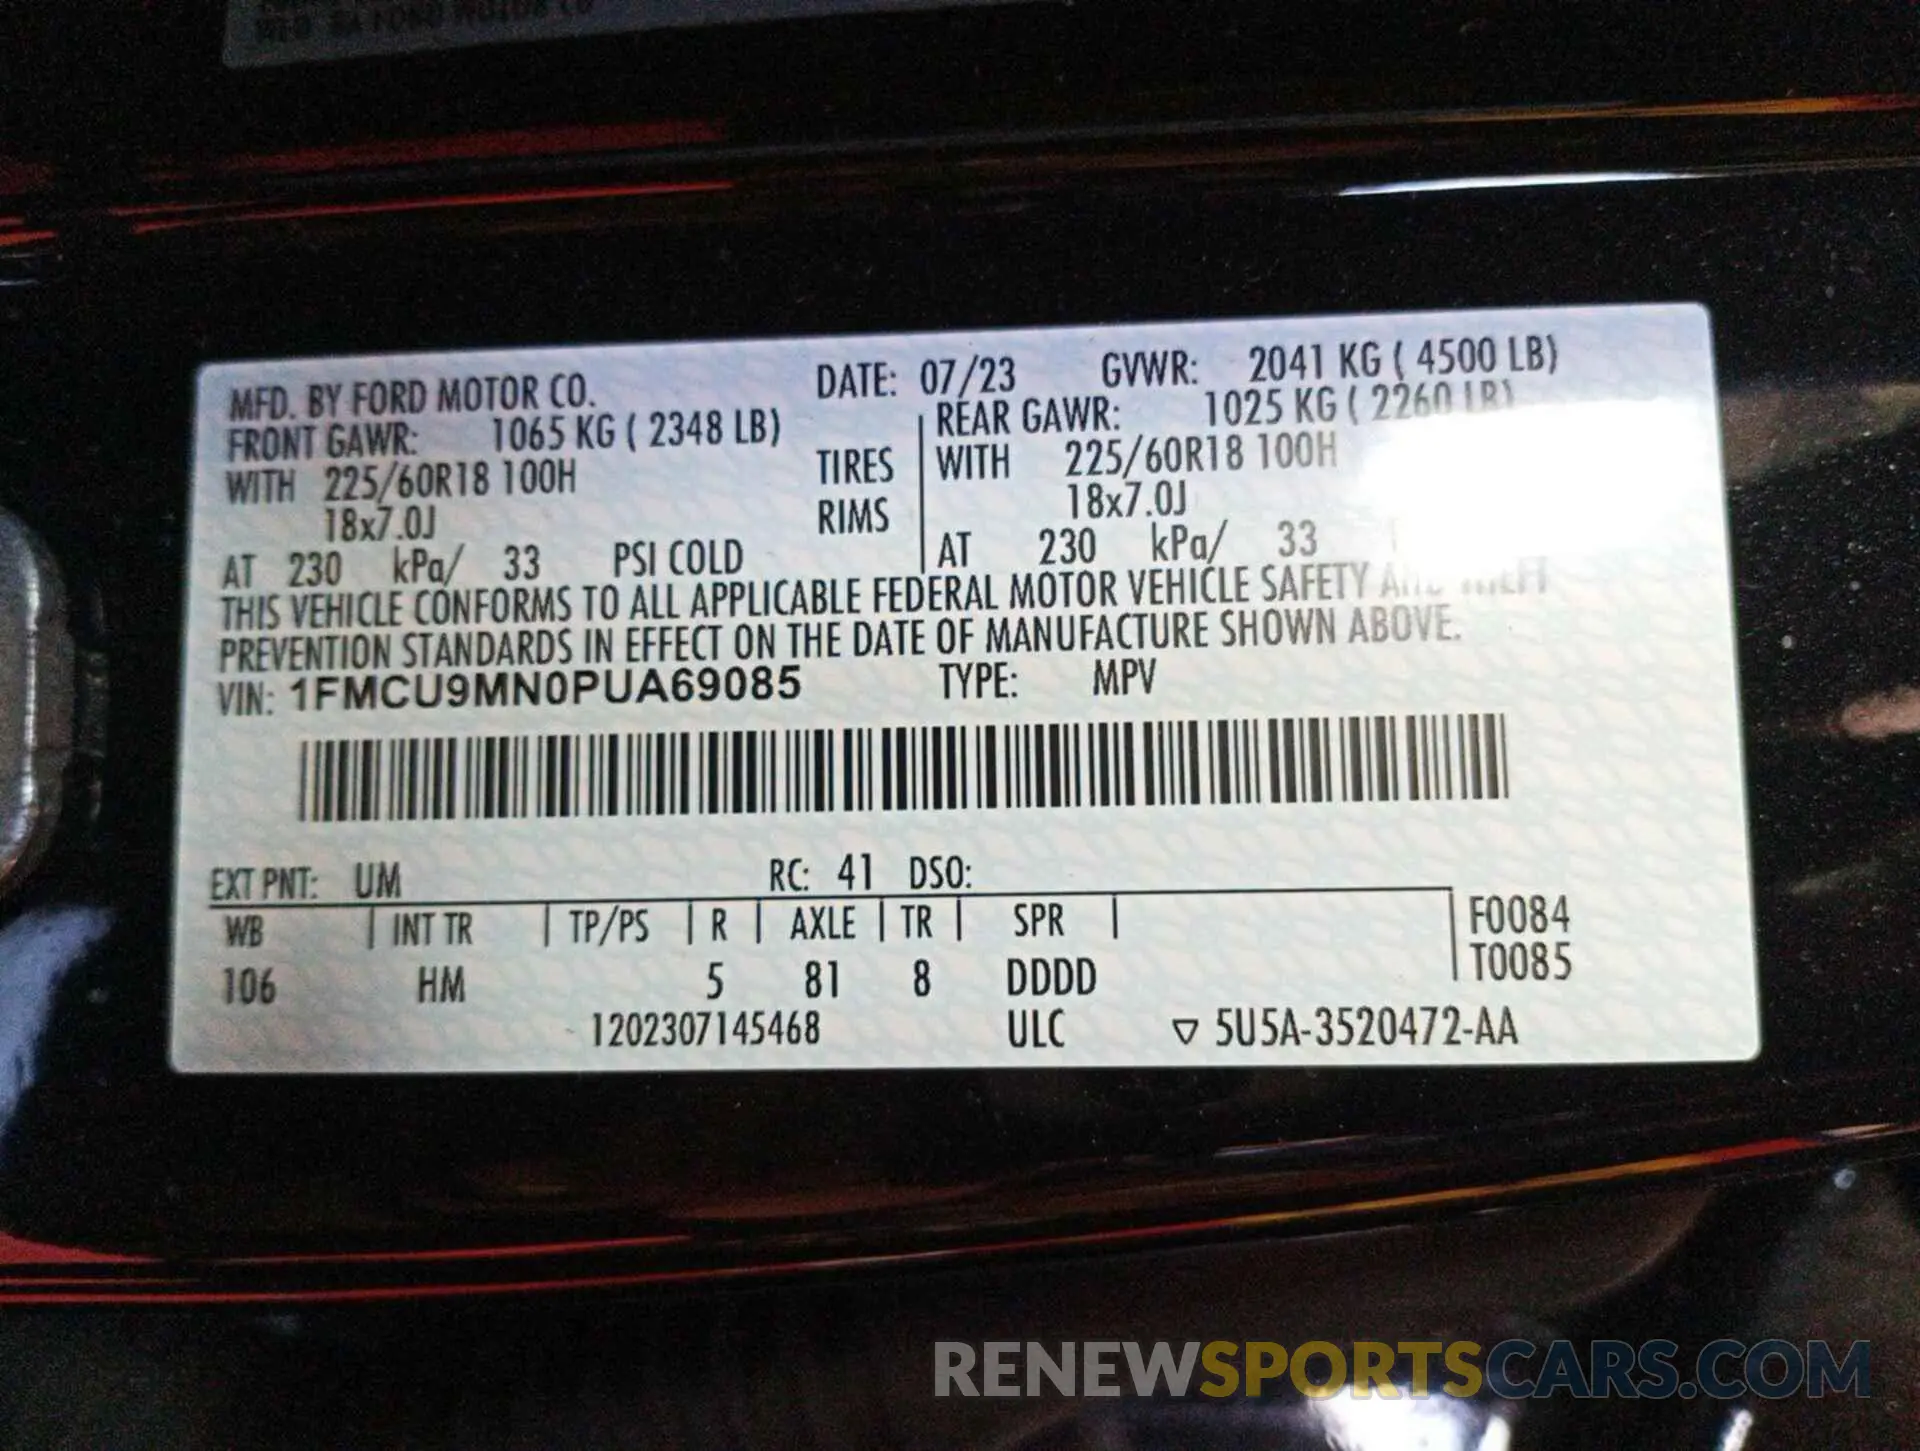 MFD. BY FORD MOTOR CO. DATE: 07/23 GVWR: 2041 KG ( 4500 LB)
FRONT GAWR: 1065 KG ( 2348 LB) REAR GAWR: 1025 KG ( 2260 LB)
WITH 225/60R18 100H TIRES WITH 225/60R18 100H
18x7.0J RIMS 18x7.0J
AT 230 kPa/ 33 PSI COLD AT 230 kPa/ 33
THIS VEHICLE CONFORMS TO ALL APPLICABLE FEDERAL MOTOR VEHICLE SAFETY AND THEFT
PREVENTION STANDARDS IN EFFECT ON THE DATE OF MANUFACTURE SHOWN ABOVE.
VIN: 1FMCU9MN0PUA69085 TYPE: MPV
EXT PNT: UM RC: 41 DSO:
WB | INT TR | TP/PS | R | AXLE | TR | SPR | F0084
T0085
106 HM 5 81 8 DDDD
1202307145468 ULC ▽ 5U5A-3520472-AA
RENEWSPORTSCARS.COM